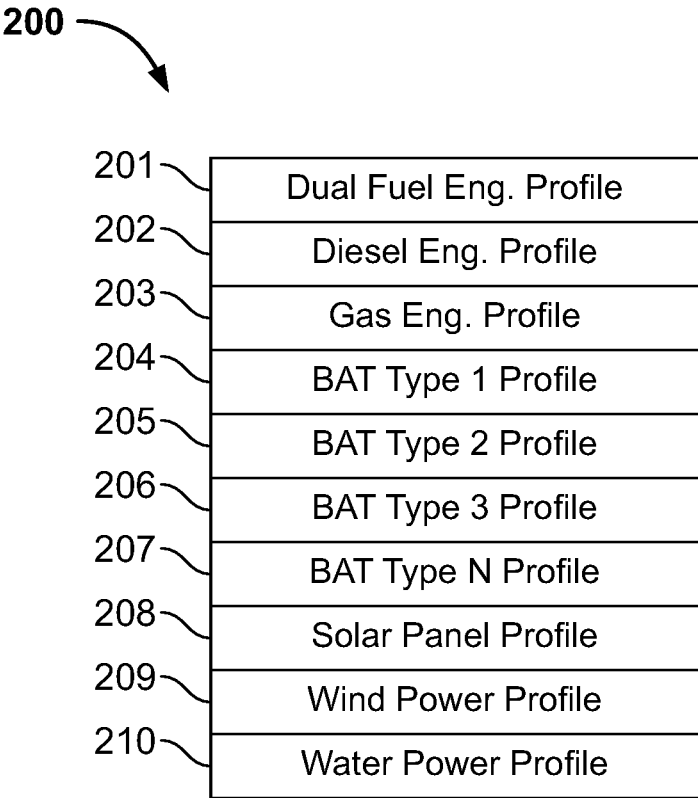 200
201 Dual Fuel Eng. Profile
202 Diesel Eng. Profile
203 Gas Eng. Profile
204 BAT Type 1 Profile
205 BAT Type 2 Profile
206 BAT Type 3 Profile
207 BAT Type N Profile
208 Solar Panel Profile
209 Wind Power Profile
210 Water Power Profile